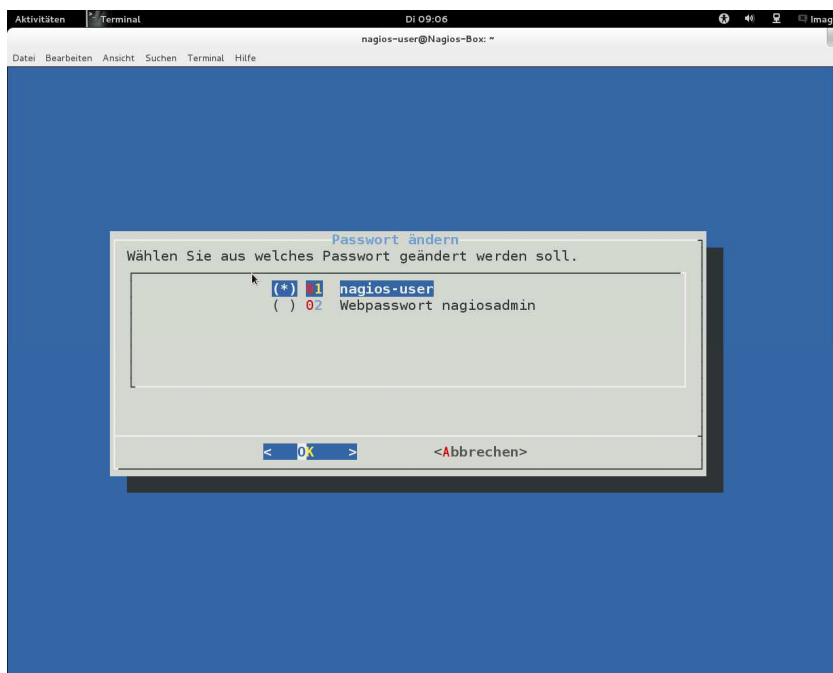 Aktivitäten Terminal Di 09:06 Imag
nagios-user@Nagios-Box: ~
Datei Bearbeiten Ansicht Suchen Terminal Hilfe
Passwort ändern
Wählen Sie aus welches Passwort geändert werden soll.
(*) 01 nagios-user
( ) 02 Webpasswort nagiosadmin
< OK > <Abbrechen>